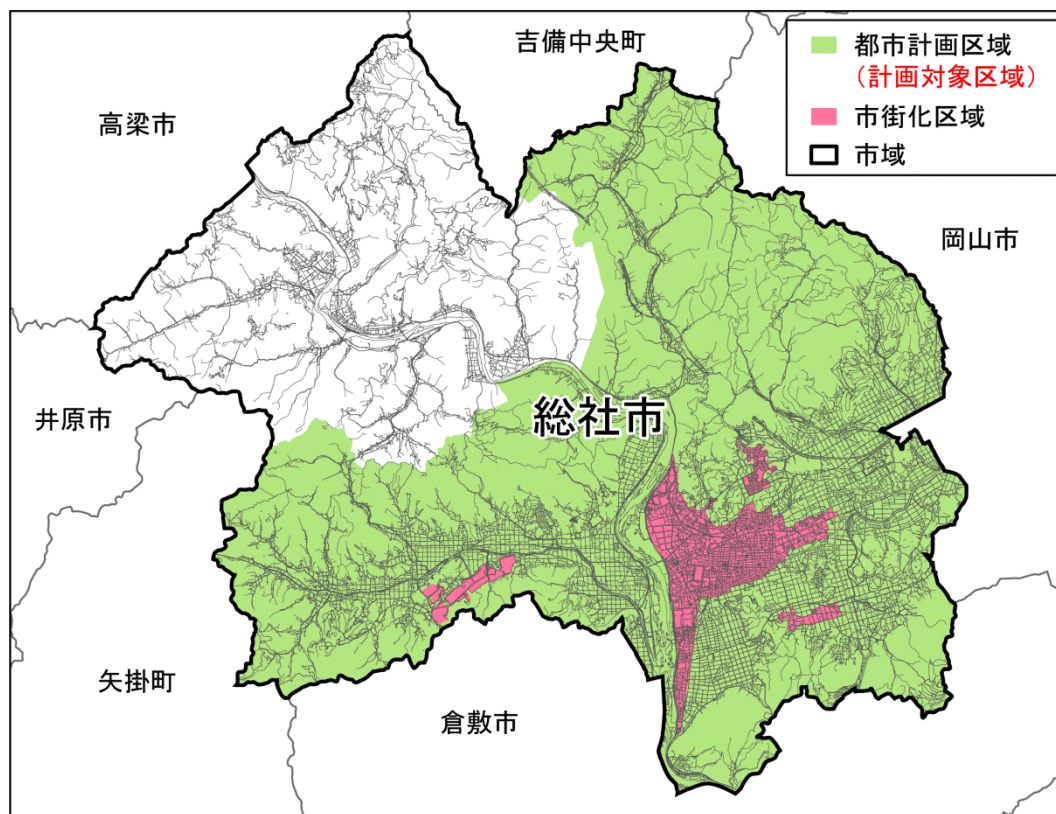 吉備中央町
高梁市
都市計画区域
（計画対象区域）
市街化区域
市域
岡山市
総社市
井原市
矢掛町
倉敷市